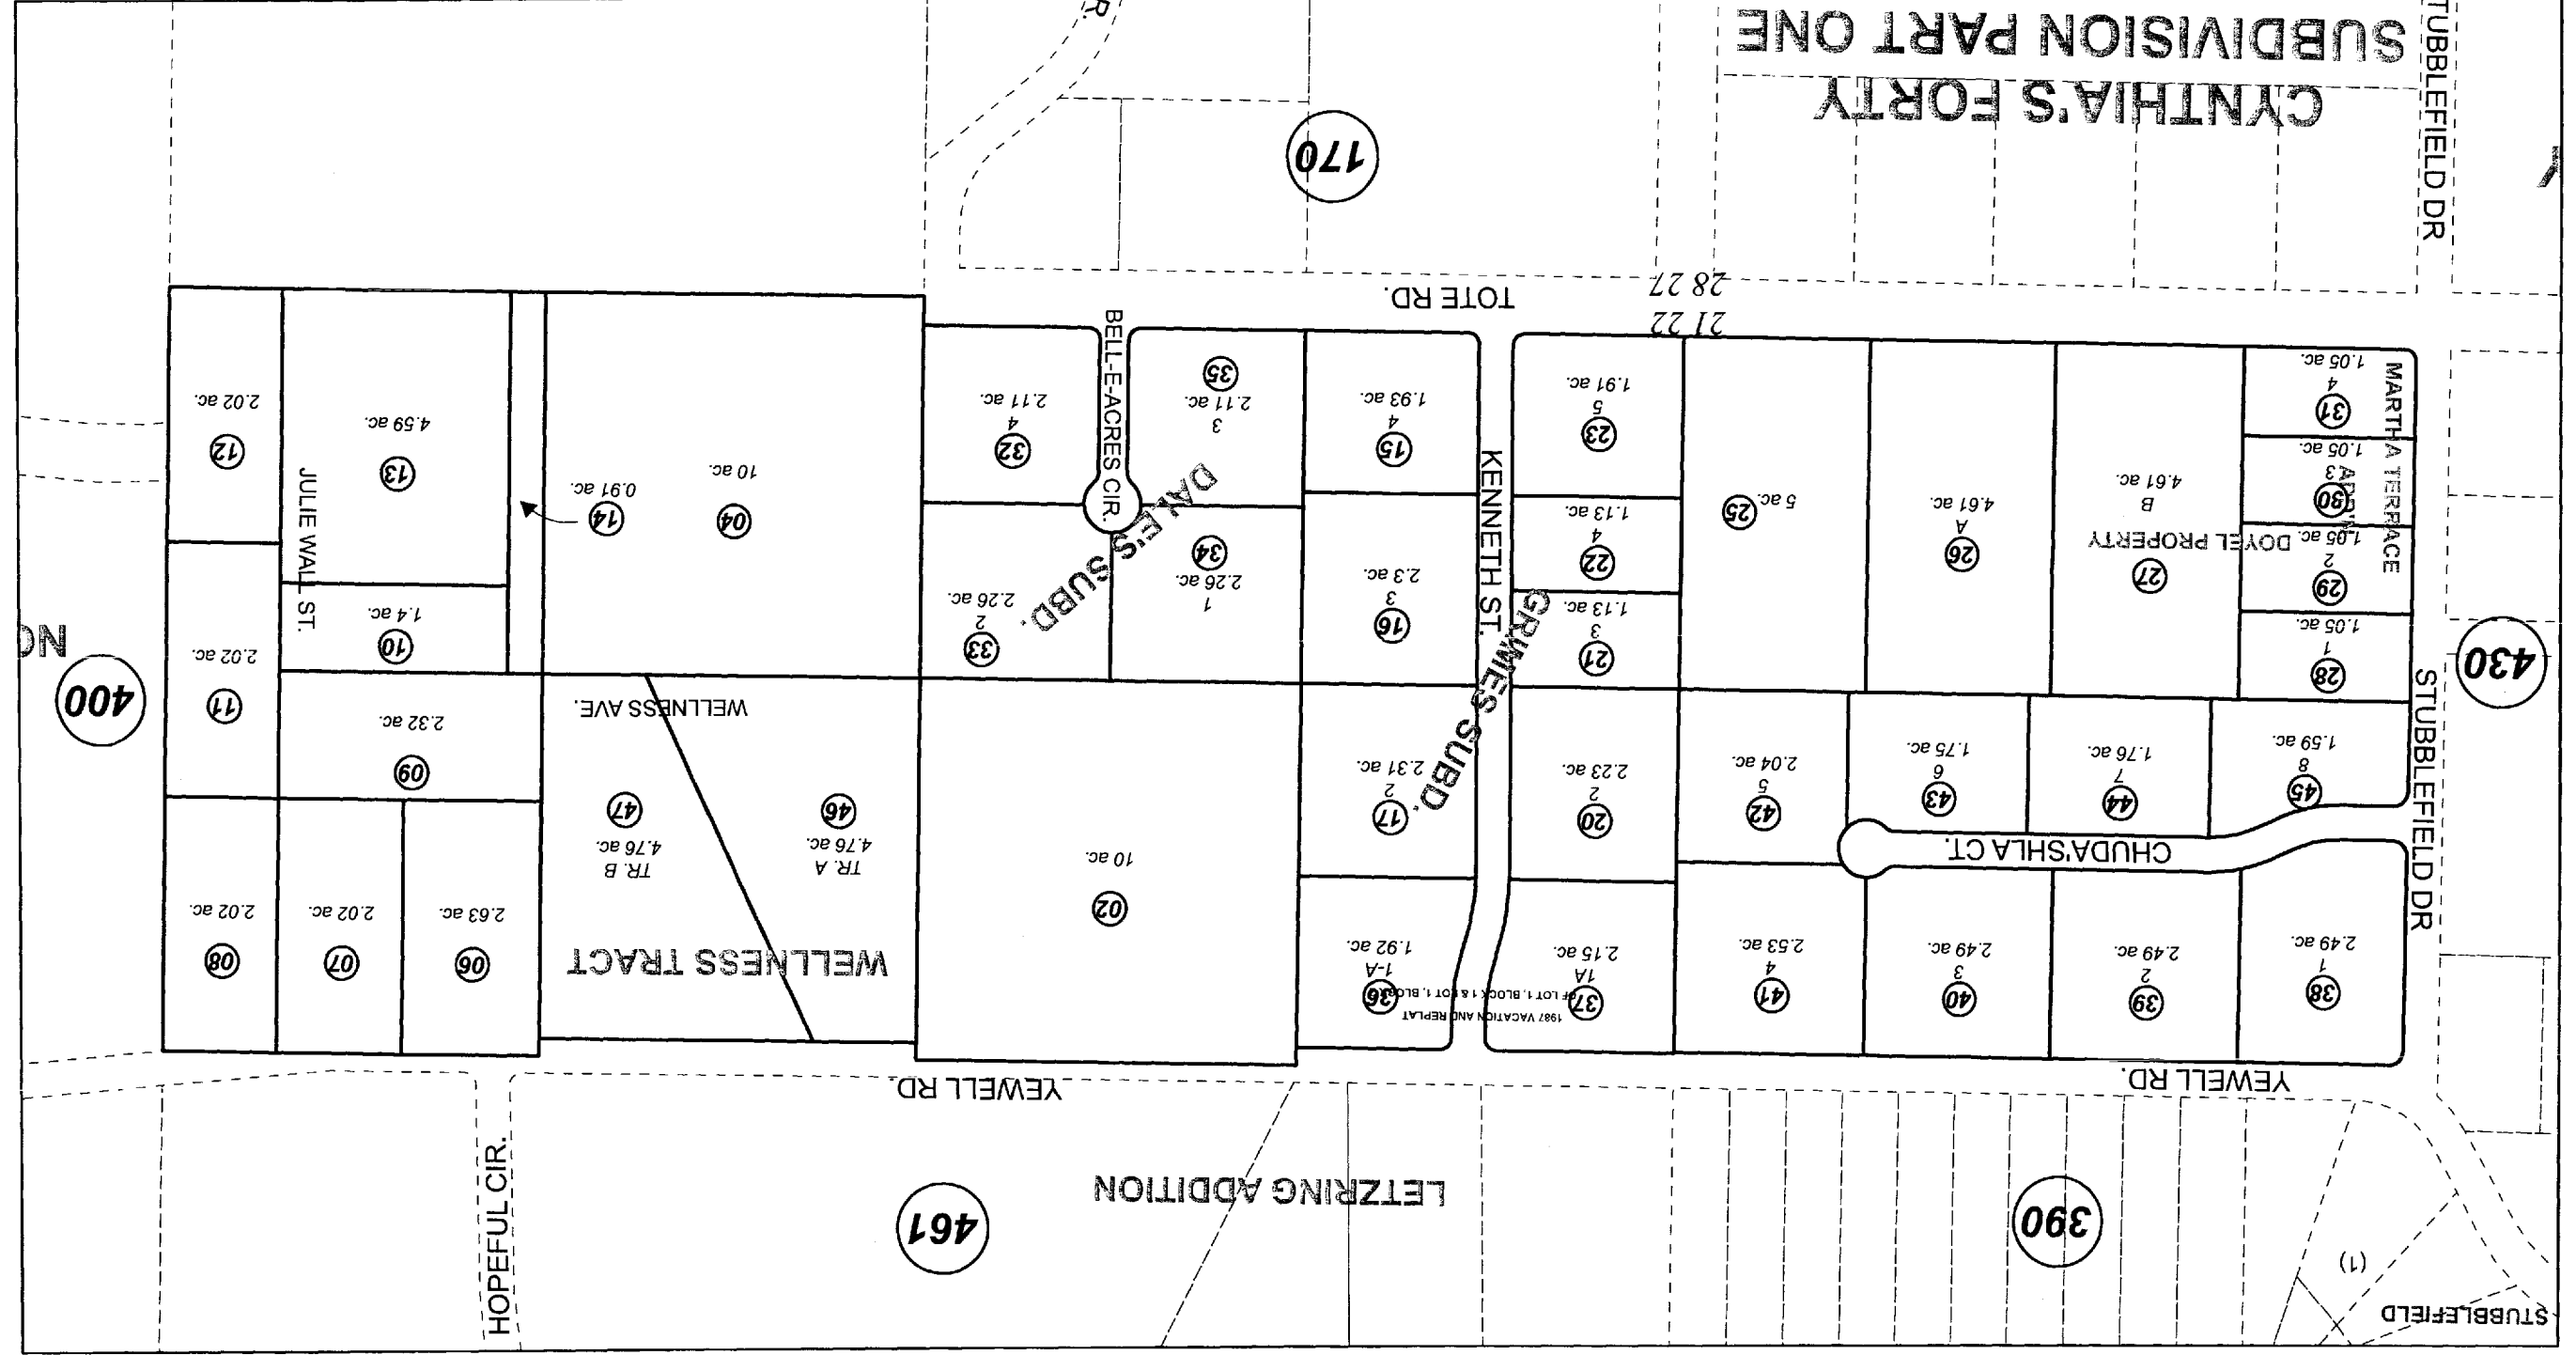 STUBBLEFIELD
(1)
390
LETZRING ADDITION
461
HOPEFUL CIR.
YEWELL RD.
YEWELL RD.
STUBBLEFIELD DR
38
1
2.49 ac.
39
2
2.49 ac.
40
3
2.49 ac.
41
4
2.53 ac.
1987 VACATION AND REPLAT
OF LOT 1, BLOCK 1 & LOT 1, BLOCK
37
1A
2.15 ac.
36
1-A
1.92 ac.
02
10 ac.
WELLNESS TRACT
TR. A
4.76 ac.
46
TR. B
4.76 ac.
47
WELLNESS AVE.
06
2.63 ac.
07
2.02 ac.
08
2.02 ac.
CHUDA'SHLA CT.
45
8
1.59 ac.
44
7
1.76 ac.
43
6
1.75 ac.
42
5
2.04 ac.
20
2
2.23 ac.
GRIMES SUBD.
17
2
2.31 ac.
09
2.32 ac.
11
2.02 ac.
400
NO
430
28
1
1.05 ac.
29
2
1.05 ac.
30
3
1.05 ac.
31
4
1.05 ac.
MARTHA TERRACE
ADD'N
DOYEL PROPERTY
27
B
4.61 ac.
26
A
4.61 ac.
25
5 ac.
21
3
1.13 ac.
22
4
1.13 ac.
23
5
1.91 ac.
KENNETH ST.
16
3
2.3 ac.
15
4
1.93 ac.
DALE'S SUBD.
34
1
2.26 ac.
33
2
2.26 ac.
3
2.11 ac.
35
32
4
2.11 ac.
BELL-E-ACRES CIR.
04
10 ac.
14
0.91 ac.
10
1.4 ac.
13
4.59 ac.
JULIE WALL ST.
12
2.02 ac.
21 22
28 27
TOTE RD.
170
STUBBLEFIELD DR
CYNTHIA'S FORTY
SUBDIVISION PART ONE
R.
Y